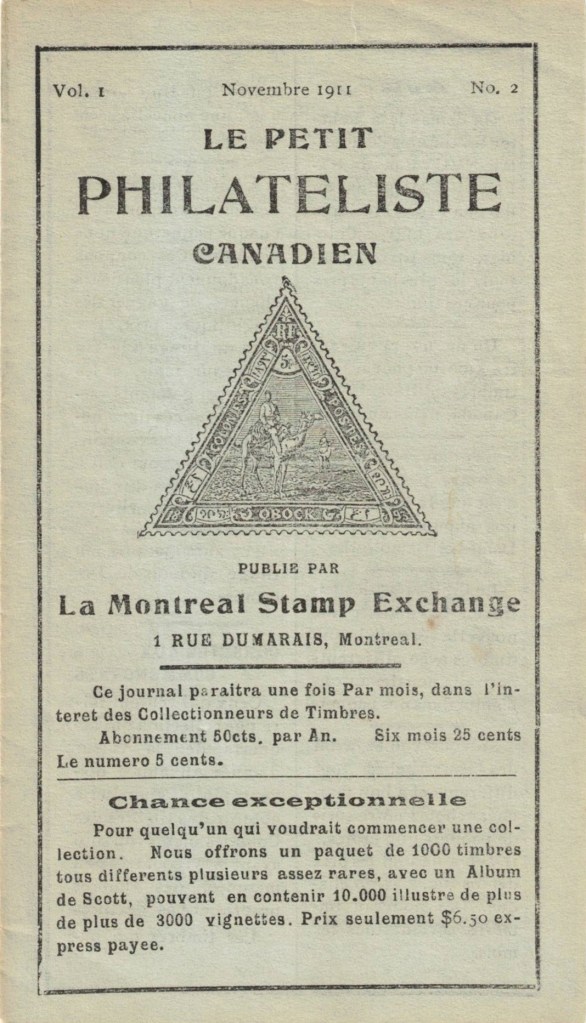 Vol. 1 Novembre 1911 No. 2
LE PETIT
PHILATELISTE
CANADIEN
RF
5
COLONIES
POSTES
OBOCK
PUBLIE PAR
La Montreal Stamp Exchange
1 RUE DUMARAIS, Montreal.
Ce journal paraitra une fois Par mois, dans l'in-
teret des Collectionneurs de Timbres.
Abonnement 50cts. par An. Six mois 25 cents
Le numero 5 cents.
Chance exceptionnelle
Pour quelqu'un qui voudrait commencer une col-
lection. Nous offrons un paquet de 1000 timbres
tous differents plusieurs assez rares, avec un Album
de Scott, pouvent en contenir 10.000 illustre de plus
de plus de 3000 vignettes. Prix seulement $6.50 ex-
press payee.